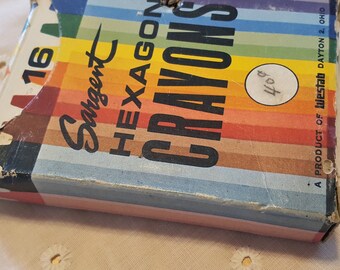 16
Sargent
HEXAGON
CRAYONS
40¢
A PRODUCT OF Westab DAYTON 2, OHIO